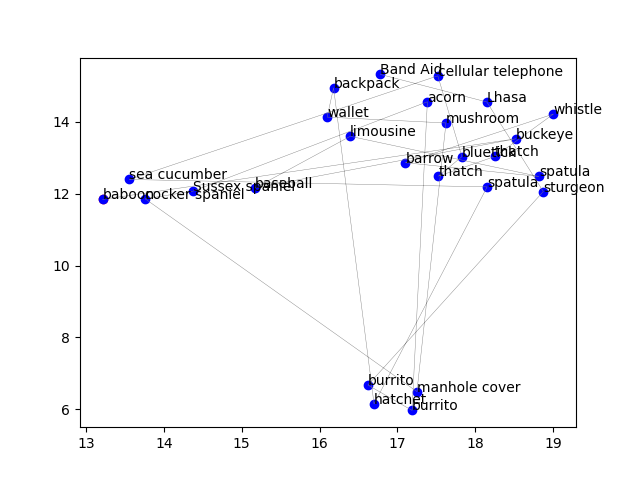 Band Aid
cellular telephone
backpack
acorn
Lhasa
wallet
mushroom
whistle
limousine
buckeye
barrow
bluetick
thatch
thatch
spatula
sea cucumber
baseball
Sussex spaniel
spatula
sturgeon
baboon
cocker spaniel
burrito
manhole cover
hatchet
burrito
14
12
10
8
6
13 14 15 16 17 18 19